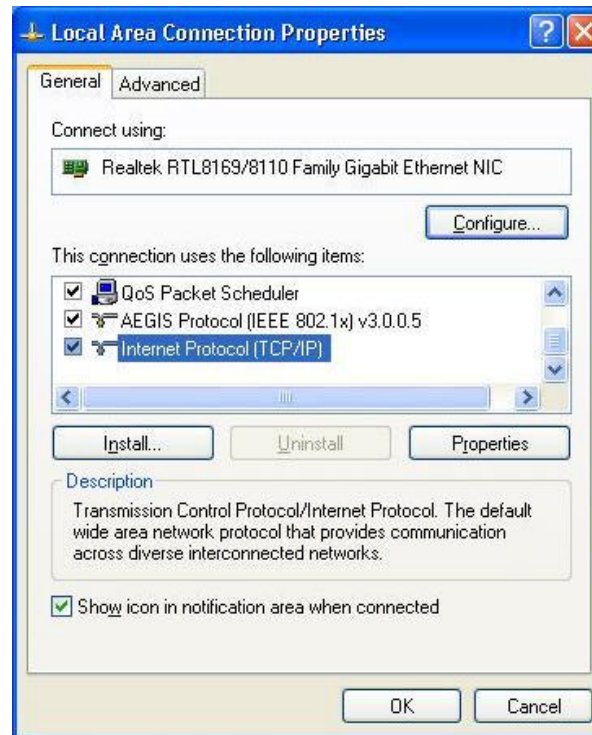 Local Area Connection Properties
General
Advanced
Connect using:
Realtek RTL8169/8110 Family Gigabit Ethernet NIC
Configure...
This connection uses the following items:
QoS Packet Scheduler
AEGIS Protocol (IEEE 802.1x) v3.0.0.5
Internet Protocol (TCP/IP)
Install...
Uninstall
Properties
Description
Transmission Control Protocol/Internet Protocol. The default
wide area network protocol that provides communication
across diverse interconnected networks.
Show icon in notification area when connected
OK
Cancel